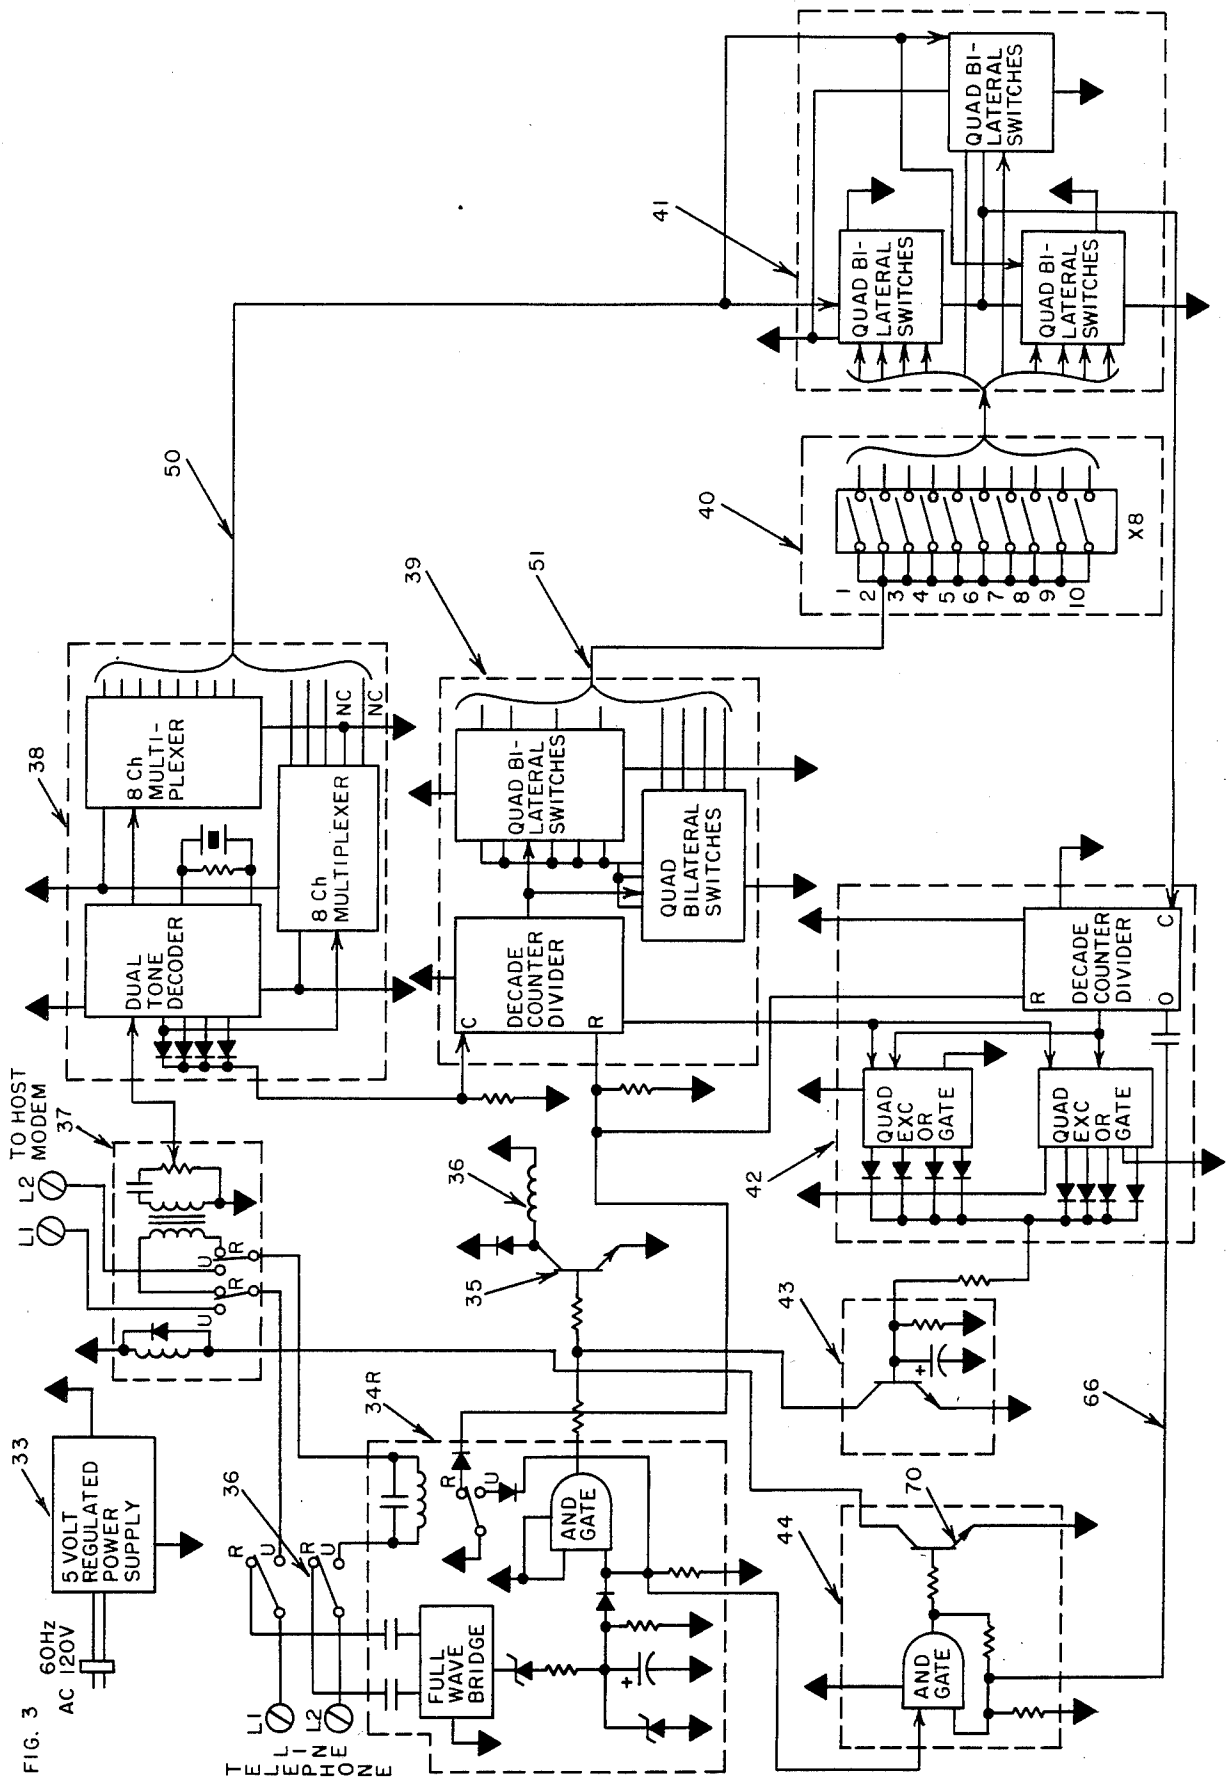 FIG. 3
60Hz
AC 120V
33
5 VOLT
REGULATED
POWER
SUPPLY
TO HOST
MODEM
L1
L2
37
U
R
U
R
38
DUAL
TONE
DECODER
8 Ch
MULTI-
PLEXER
8 Ch
MULTIPLEXER
NC
NC
50
TELEPHONE
LINE
L1
L2
36
R
U
R
U
34R
FULL
WAVE
BRIDGE
R
U
AND
GATE
35
36
39
C
DECADE
COUNTER
DIVIDER
R
QUAD BI-
LATERAL
SWITCHES
QUAD
BILATERAL
SWITCHES
51
40
1
2
3
4
5
6
7
8
9
10
X8
41
QUAD BI-
LATERAL
SWITCHES
QUAD BI-
LATERAL
SWITCHES
QUAD BI-
LATERAL
SWITCHES
42
QUAD
EXC
OR
GATE
QUAD
EXC
OR
GATE
R
DECADE
COUNTER
DIVIDER
O
C
43
44
AND
GATE
70
66